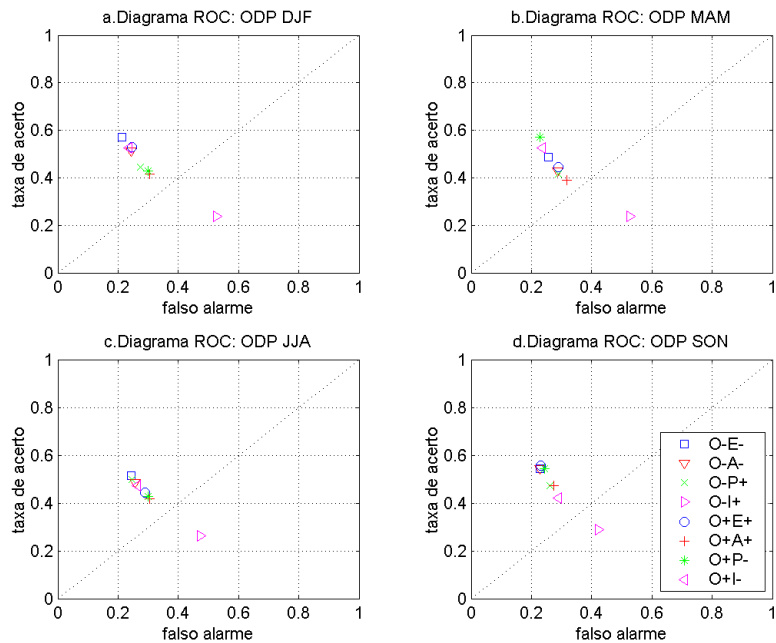 a.Diagrama ROC: ODP DJF
1
0.8
0.6
0.4
0.2
0
taxa de acerto
0 0.2 0.4 0.6 0.8 1
falso alarme
b.Diagrama ROC: ODP MAM
1
0.8
0.6
0.4
0.2
0
taxa de acerto
0 0.2 0.4 0.6 0.8 1
falso alarme
c.Diagrama ROC: ODP JJA
1
0.8
0.6
0.4
0.2
0
taxa de acerto
0 0.2 0.4 0.6 0.8 1
falso alarme
d.Diagrama ROC: ODP SON
1
0.8
0.6
0.4
0.2
0
taxa de acerto
0 0.2 0.4 0.6 0.8 1
falso alarme
O-E-
O-A-
O-P+
O-I+
O+E+
O+A+
O+P-
O+I-